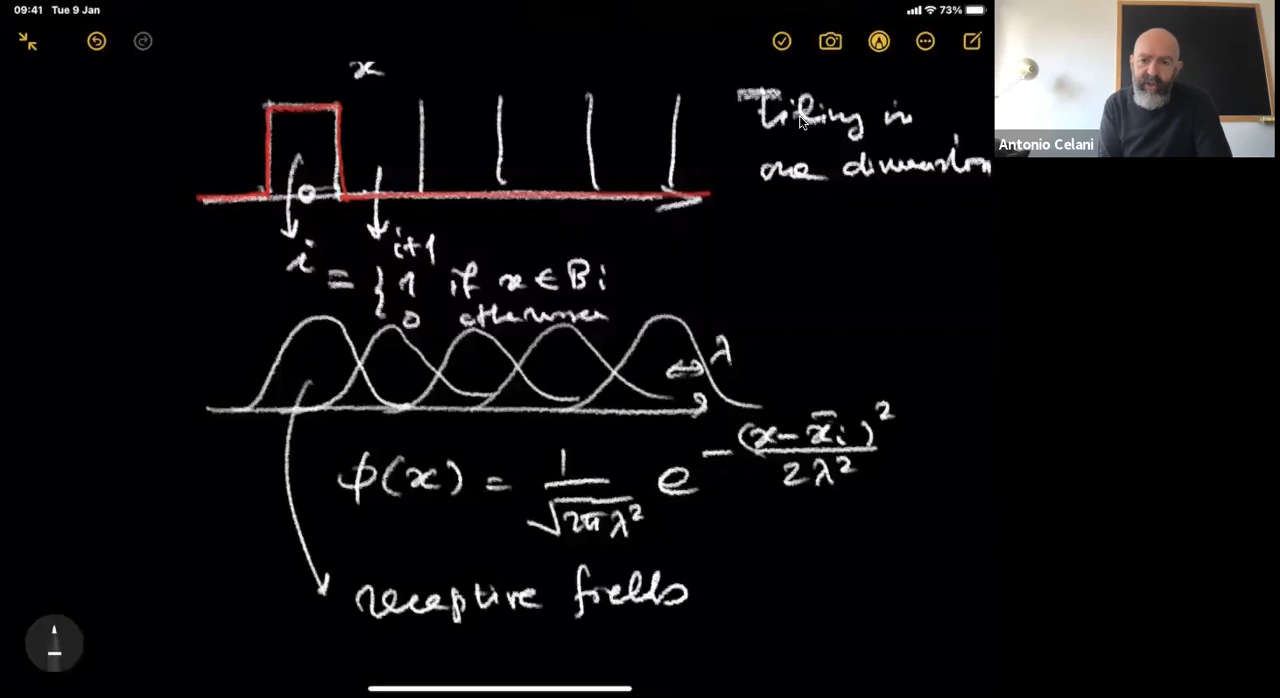 09:41 Tue 9 Jan
73%
x
Tiling in
one dimension
Antonio Celani
i
i+1
= { 1 if x ∈ Bi
0 otherwise
λ
ϕ(x) = 1/√(2πλ²) e^(−(x−x̄i)²/(2λ²))
receptive fields